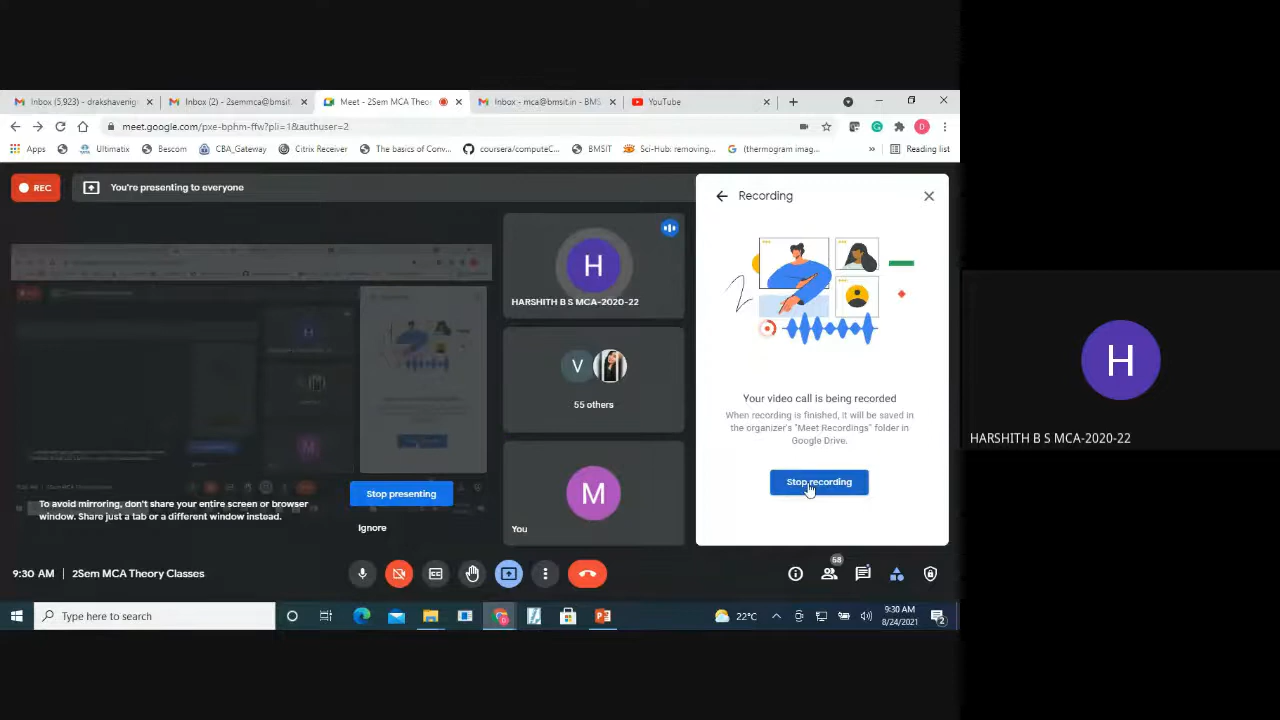 Inbox (5,923) - drakshavenig
Inbox (2) - 2semmca@bmsit.
Meet - 2Sem MCA Theo
Inbox - mca@bmsit.in - BMS
YouTube
meet.google.com/pxe-bphm-ffw?pli=1&authuser=2
D
Apps
Ultimatix
Bescom
CBA_Gateway
Citrix Receiver
The basics of Conv...
coursera/computeC...
BMSIT
Sci-Hub: removing...
(thermogram imag...
»
Reading list
REC
You're presenting to everyone
Recording
H
HARSHITH B S MCA-2020-22
V
55 others
M
You
To avoid mirroring, don't share your entire screen or browser
window. Share just a tab or a different window instead.
Stop presenting
Ignore
Your video call is being recorded
When recording is finished, it will be saved in
the organizer's "Meet Recordings" folder in
Google Drive.
Stop recording
H
HARSHITH B S MCA-2020-22
9:30 AM | 2Sem MCA Theory Classes
58
Type here to search
22°C
9:30 AM
8/24/2021
2